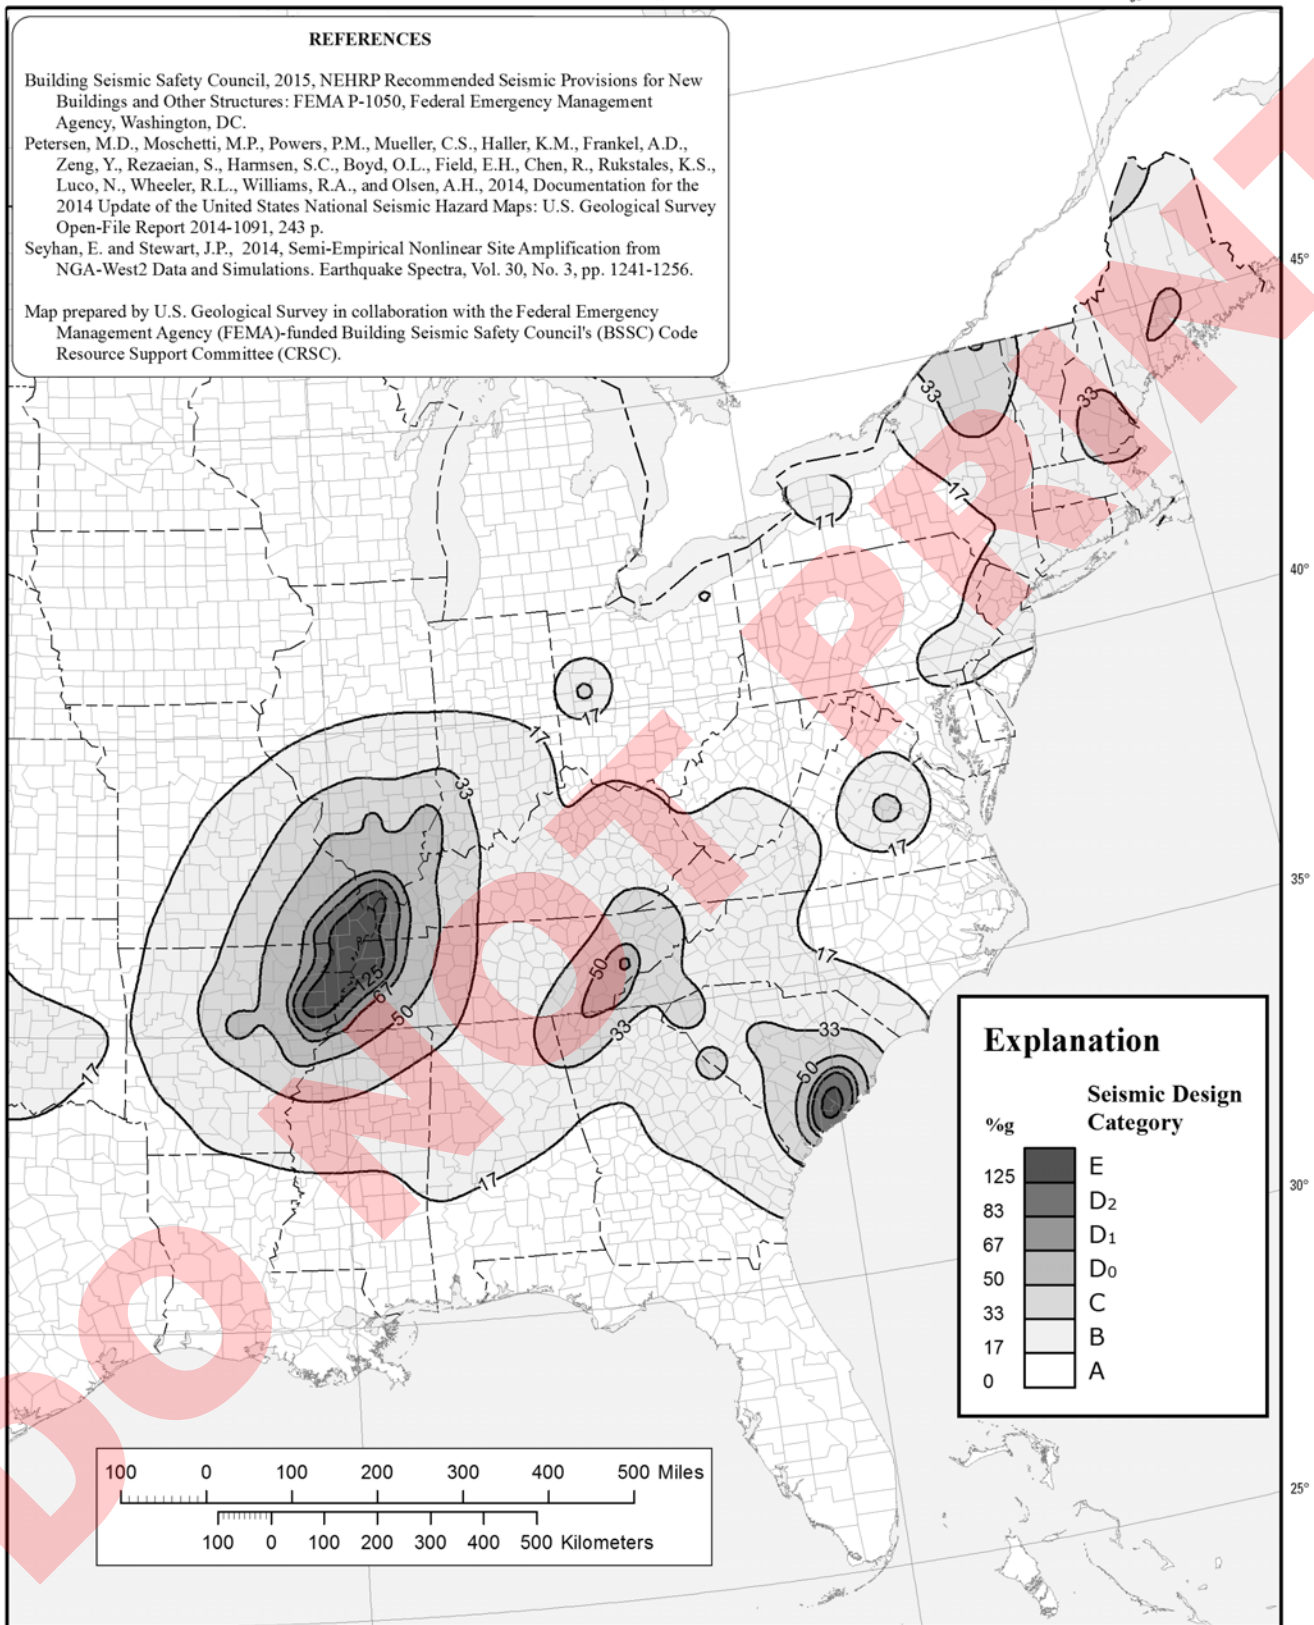 REFERENCES
Building Seismic Safety Council, 2015, NEHRP Recommended Seismic Provisions for New
Buildings and Other Structures: FEMA P-1050, Federal Emergency Management
Agency, Washington, DC.
Petersen, M.D., Moschetti, M.P., Powers, P.M., Mueller, C.S., Haller, K.M., Frankel, A.D.,
Zeng, Y., Rezaeian, S., Harmsen, S.C., Boyd, O.L., Field, E.H., Chen, R., Rukstales, K.S.,
Luco, N., Wheeler, R.L., Williams, R.A., and Olsen, A.H., 2014, Documentation for the
2014 Update of the United States National Seismic Hazard Maps: U.S. Geological Survey
Open-File Report 2014-1091, 243 p.
Seyhan, E. and Stewart, J.P., 2014, Semi-Empirical Nonlinear Site Amplification from
NGA-West2 Data and Simulations. Earthquake Spectra, Vol. 30, No. 3, pp. 1241-1256.
Map prepared by U.S. Geological Survey in collaboration with the Federal Emergency
Management Agency (FEMA)-funded Building Seismic Safety Council's (BSSC) Code
Resource Support Committee (CRSC).
45°
33
33
17
17
40°
17
17
33
17
35°
17
50
125
67
50
33
33
50
17
17
30°
25°
Explanation
Seismic Design
Category
%g
E
125
D2
83
D1
67
D0
50
C
33
B
17
A
0
100 0 100 200 300 400 500 Miles
100 0 100 200 300 400 500 Kilometers
DO NOT PRINT